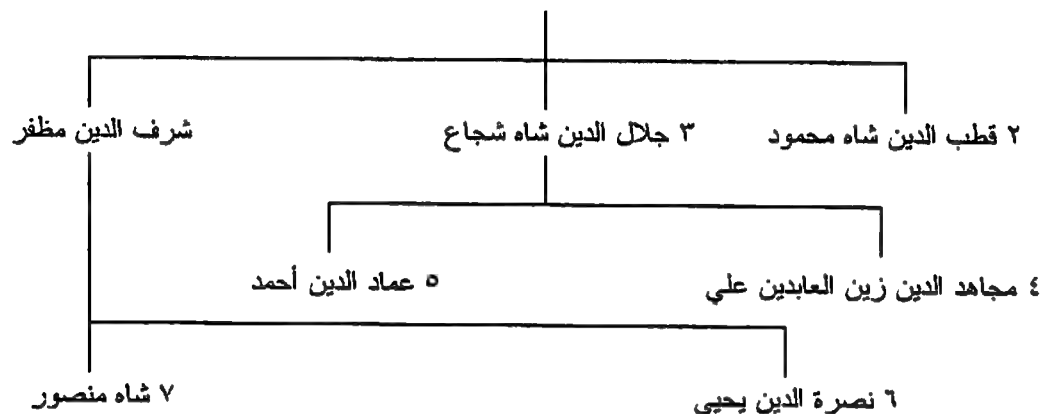 ٢ قطب الدين شاه محمود
٣ جلال الدين شاه شجاع
شرف الدين مظفر
٤ مجاهد الدين زين العابدين علي
٥ عماد الدين أحمد
٦ نصرة الدين يحيى
٧ شاه منصور